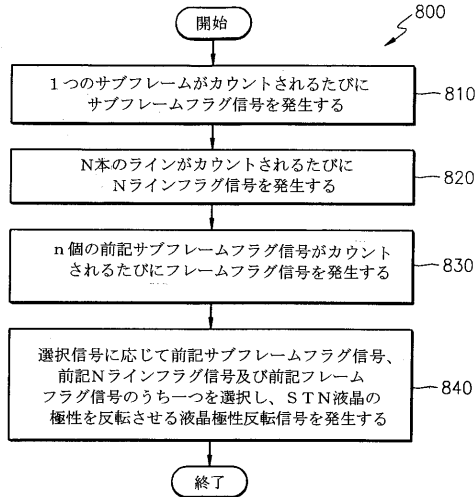 開始
800
1つのサブフレームがカウントされるたびに
サブフレームフラグ信号を発生する
810
N本のラインがカウントされるたびに
Nラインフラグ信号を発生する
820
n個の前記サブフレームフラグ信号がカウント
されるたびにフレームフラグ信号を発生する
830
選択信号に応じて前記サブフレームフラグ信号、
前記Nラインフラグ信号及び前記フレーム
フラグ信号のうち一つを選択し、STN液晶の
極性を反転させる液晶極性反転信号を発生する
840
終了